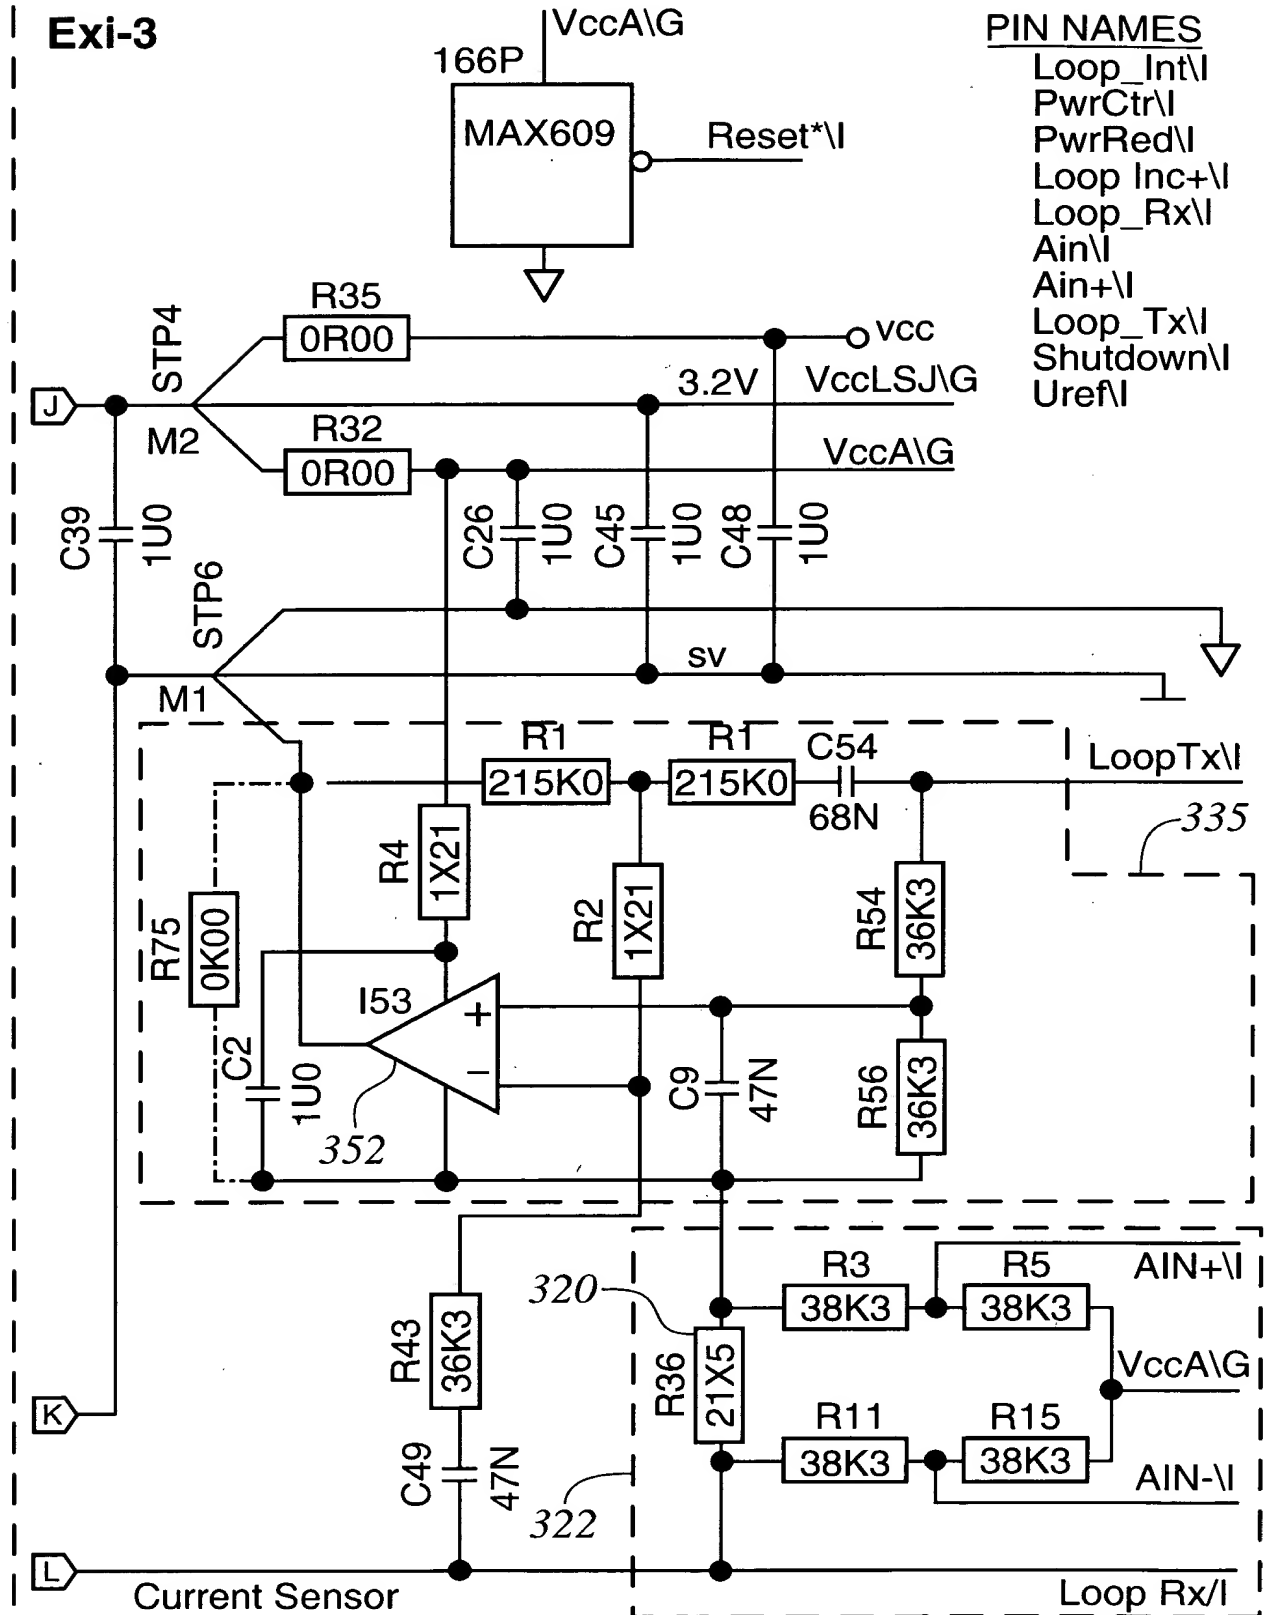 Exi-3
VccA\G
166P
MAX609
Reset*\I
PIN NAMES
Loop_Int\I
PwrCtr\I
PwrRed\I
Loop Inc+\I
Loop_Rx\I
Ain\I
Ain+\I
Loop_Tx\I
Shutdown\I
Uref\I
STP4
R35
0R00
vcc
J
3.2V
VccLSJ\G
M2
R32
0R00
VccA\G
C39
1U0
C26
1U0
C45
1U0
C48
1U0
STP6
sv
M1
R1
215K0
R1
215K0
C54
68N
LoopTx\I
335
R4
1X21
R2
1X21
R54
36K3
R75
0K00
I53
+
–
C2
1U0
352
C9
47N
R56
36K3
320
R3
38K3
R5
38K3
AIN+\I
R43
36K3
R36
21X5
VccA\G
K
R11
38K3
R15
38K3
AIN-\I
C49
47N
322
L
Current Sensor
Loop Rx/I